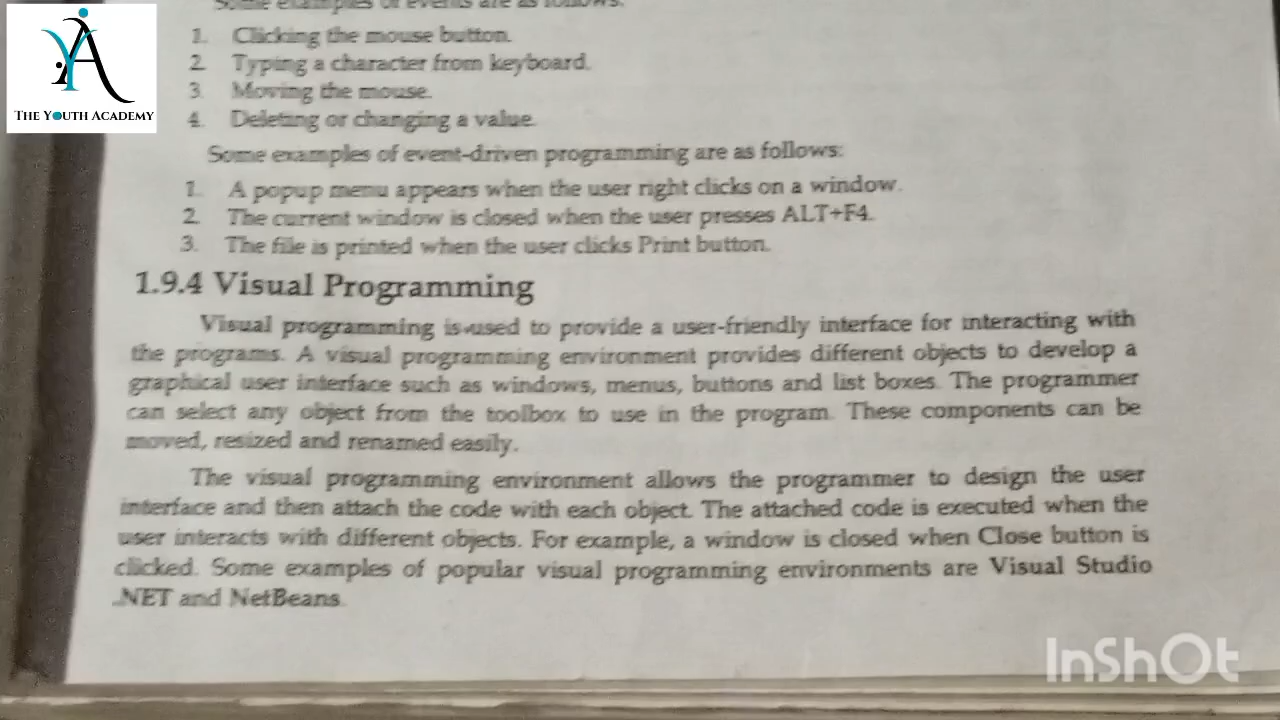 Some examples of events are as follows:
1. Clicking the mouse button.
2. Typing a character from keyboard.
3. Moving the mouse.
4. Deleting or changing a value.
Some examples of event-driven programming are as follows:
1. A popup menu appears when the user right clicks on a window.
2. The current window is closed when the user presses ALT+F4.
3. The file is printed when the user clicks Print button.
1.9.4 Visual Programming
Visual programming is used to provide a user-friendly interface for interacting with
the programs. A visual programming environment provides different objects to develop a
graphical user interface such as windows, menus, buttons and list boxes. The programmer
can select any object from the toolbox to use in the program. These components can be
moved, resized and renamed easily.
The visual programming environment allows the programmer to design the user
interface and then attach the code with each object. The attached code is executed when the
user interacts with different objects. For example, a window is closed when Close button is
clicked. Some examples of popular visual programming environments are Visual Studio
.NET and NetBeans.
YA
THE YOUTH ACADEMY
InShOt